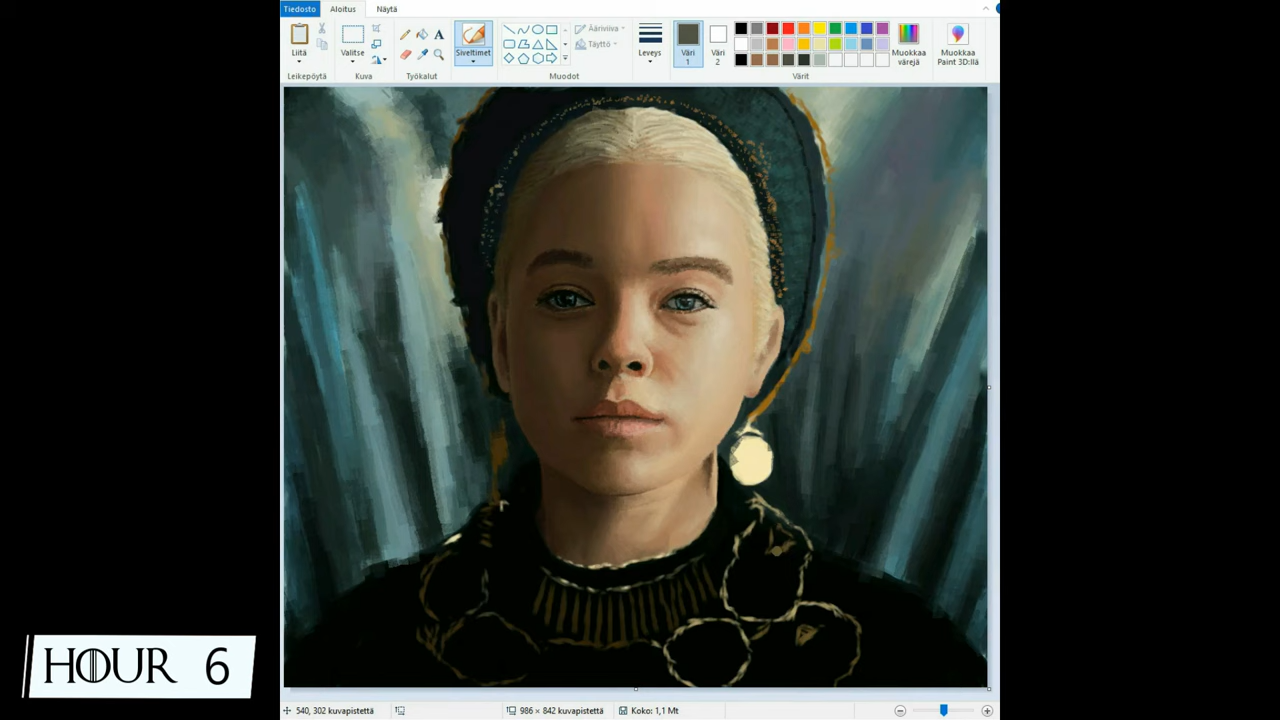 Tiedosto
Aloitus
Näytä
Liitä
Valitse
A
Siveltimet
Ääriviiva
Täyttö
Leveys
Väri
1
Väri
2
Muokkaa
värejä
Muokkaa
Paint 3D:llä
Leikepöytä
Kuva
Työkalut
Muodot
Värit
HOUR 6
540, 302 kuvapistettä
986 × 842 kuvapistettä
Koko: 1,1 Mt